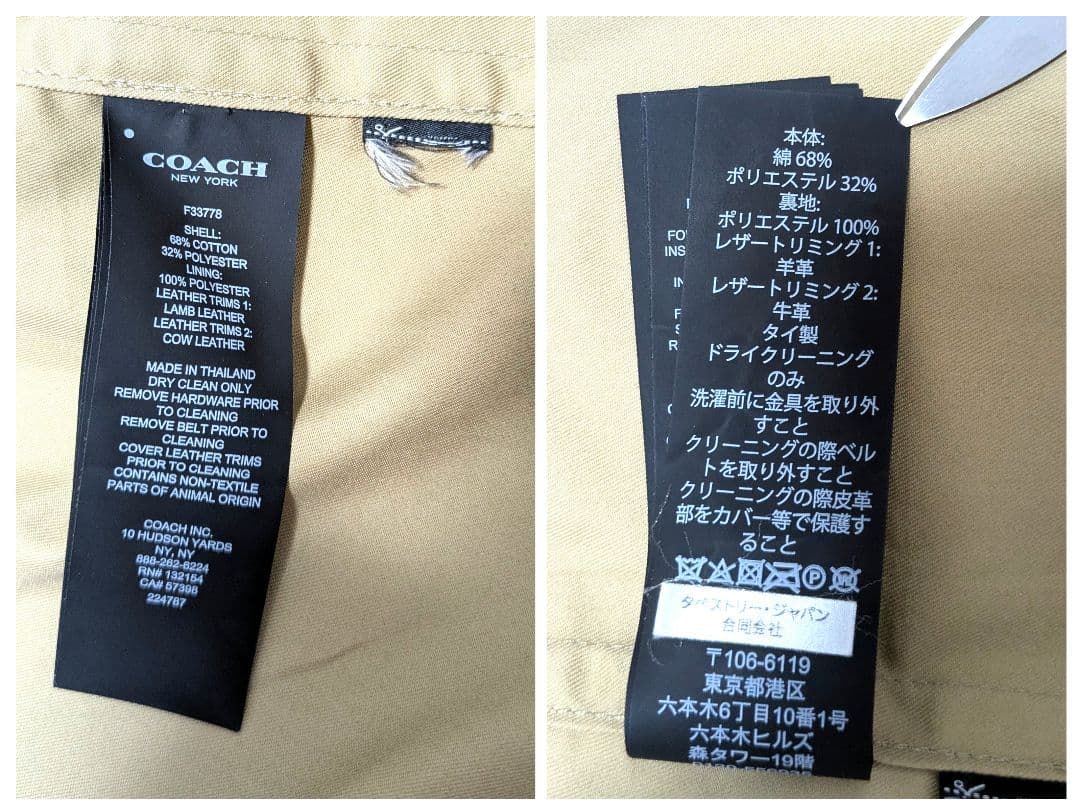 COACH
NEW YORK
F33778
SHELL:
68% COTTON
32% POLYESTER
LINING:
100% POLYESTER
LEATHER TRIMS 1:
LAMB LEATHER
LEATHER TRIMS 2:
COW LEATHER
MADE IN THAILAND
DRY CLEAN ONLY
REMOVE HARDWARE PRIOR
TO CLEANING
REMOVE BELT PRIOR TO
CLEANING
COVER LEATHER TRIMS
PRIOR TO CLEANING
CONTAINS NON-TEXTILE
PARTS OF ANIMAL ORIGIN
COACH INC.
10 HUDSON YARDS
NY, NY
888-262-6224
RN# 132154
CA# 57398
224787
本体:
綿 68%
ポリエステル 32%
裏地:
ポリエステル 100%
レザートリミング 1:
羊革
レザートリミング 2:
牛革
タイ製
ドライクリーニング
のみ
洗濯前に金具を取り外
すこと
クリーニングの際ベル
トを取り外すこと
クリーニングの際皮革
部をカバー等で保護す
ること
タペストリー・ジャパン
合同会社
〒106-6119
東京都港区
六本木6丁目10番1号
六本木ヒルズ
森タワー19階